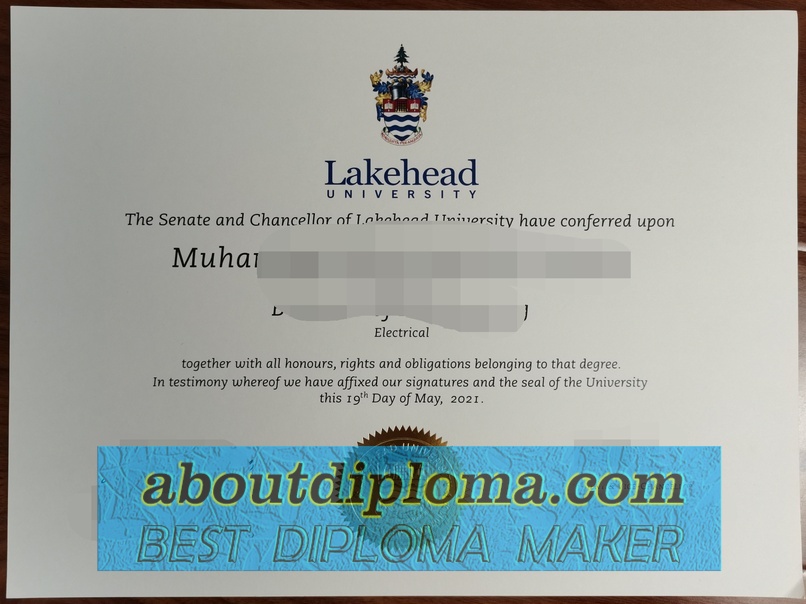 Lakehead
UNIVERSITY
The Senate and Chancellor of Lakehead University have conferred upon
Electrical
together with all honours, rights and obligations belonging to that degree.
In testimony whereof we have affixed our signatures and the seal of the University
this 19th Day of May, 2021.
aboutdiploma.com
BEST DIPLOMA MAKER